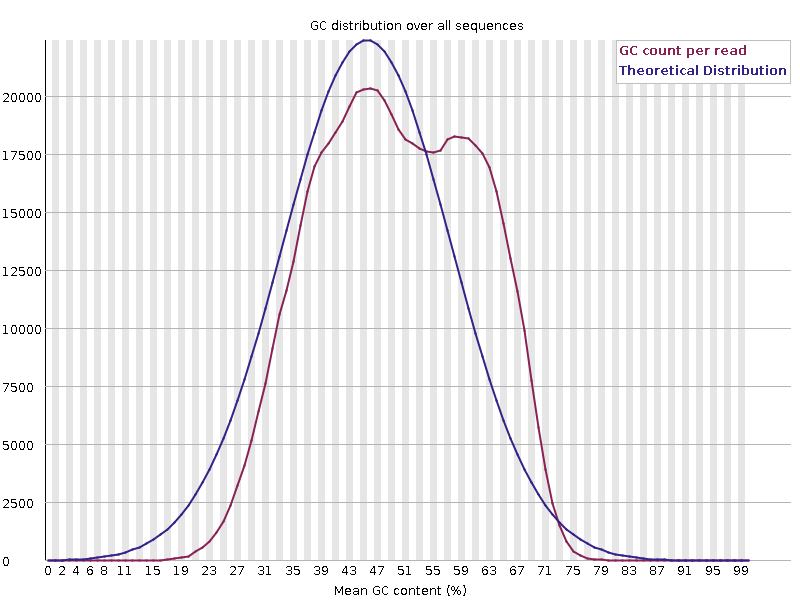 GC distribution over all sequences
GC count per read
Theoretical Distribution
20000
17500
15000
12500
10000
7500
5000
2500
0
0 2 4 6 8 11 15 19 23 27 31 35 39 43 47 51 55 59 63 67 71 75 79 83 87 91 95 99
Mean GC content (%)